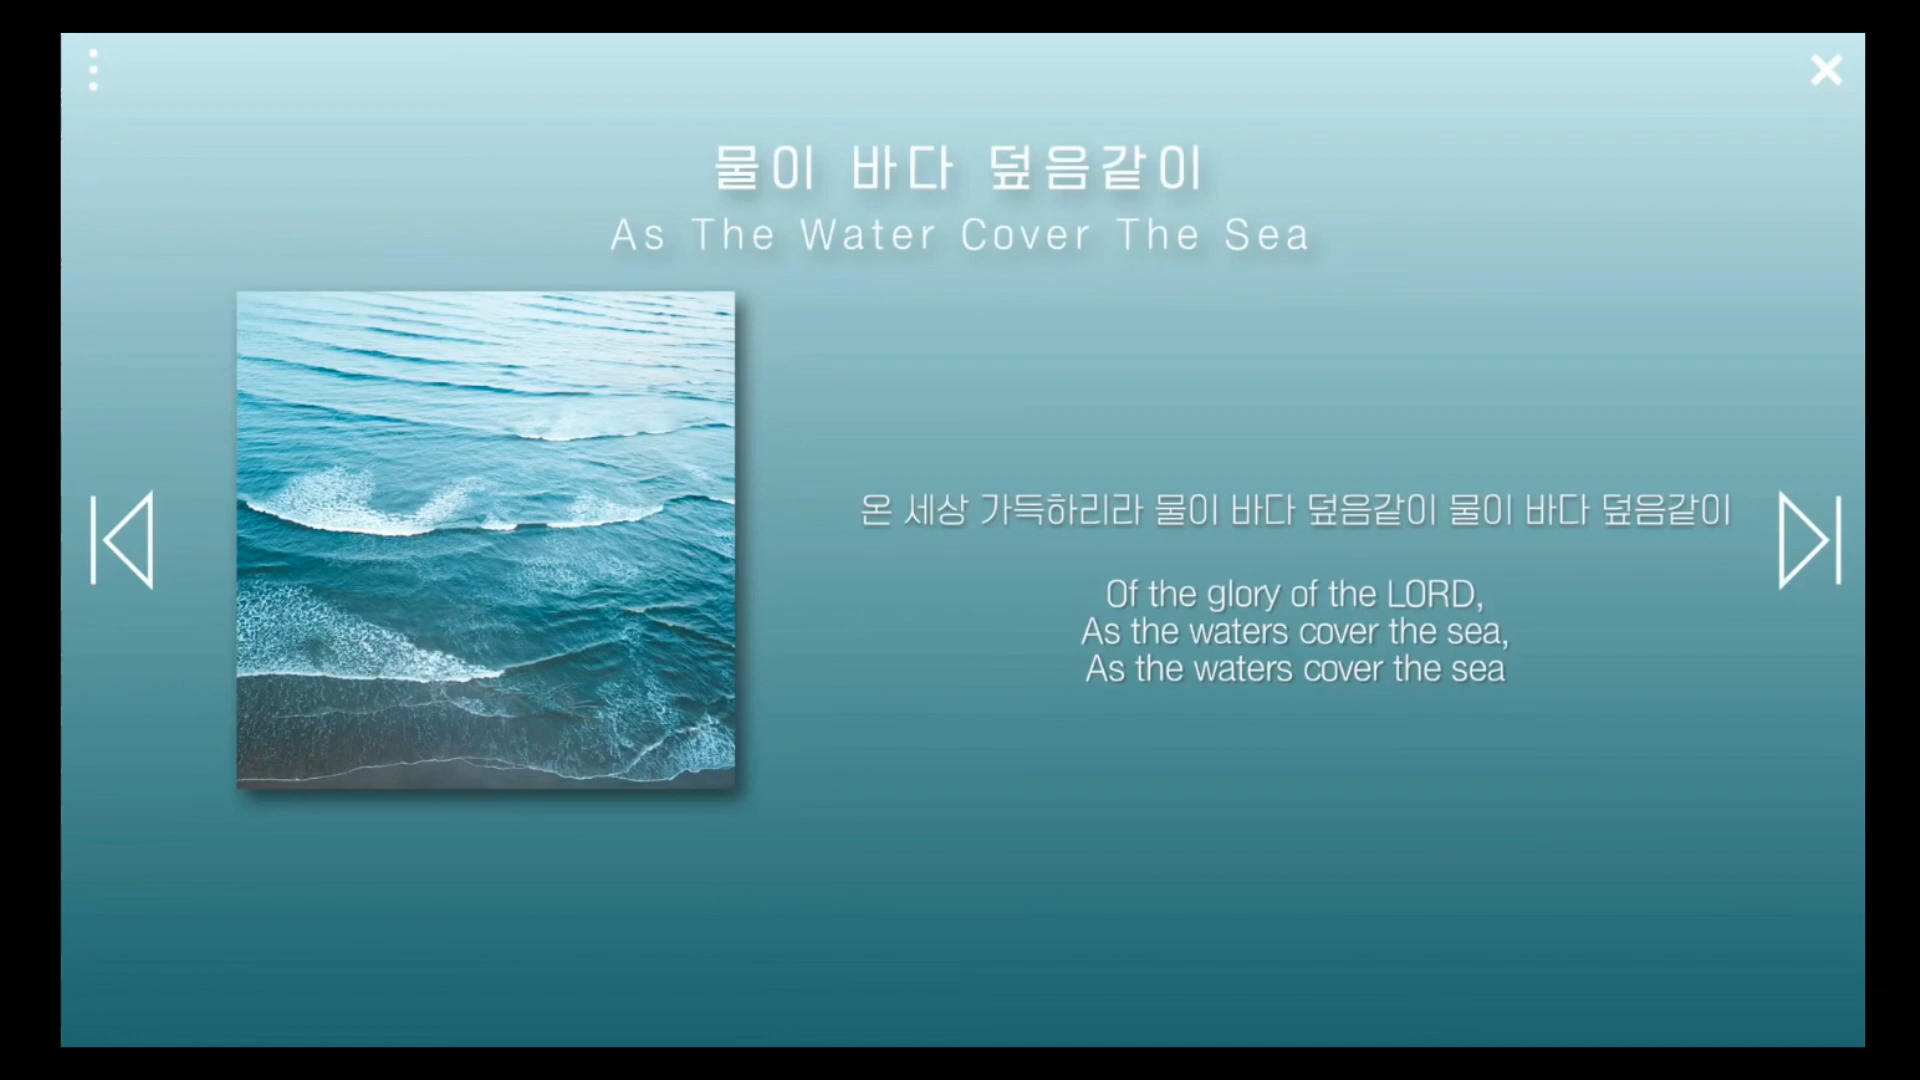 물이 바다 덮음같이
As The Water Cover The Sea
온 세상 가득하리라 물이 바다 덮음같이 물이 바다 덮음같이
Of the glory of the LORD,
As the waters cover the sea,
As the waters cover the sea